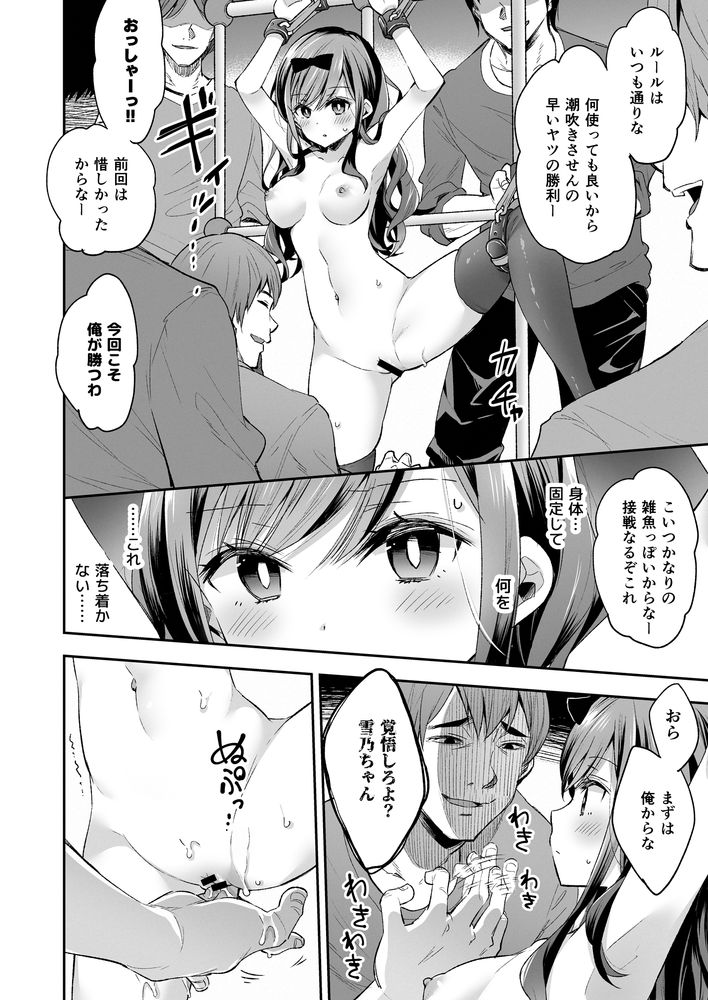 ルールは
いつも通りな
何使っても良いから
潮吹きさせんの
早いヤツの勝利ー
おっしゃーっ!!
前回は
惜しかった
からなー
今回こそ
俺が勝つわ
ギシッ
カチャ
こいつかなりの
雑魚っぽいからなー
接戦なるぞこれ
身体…
固定して
何を
……これ
落ち着か
ない……
おら
まずは
俺からな
覚悟しろよ?
雪乃ちゃん
わき
わき
わき
わき
ぬぷっ…